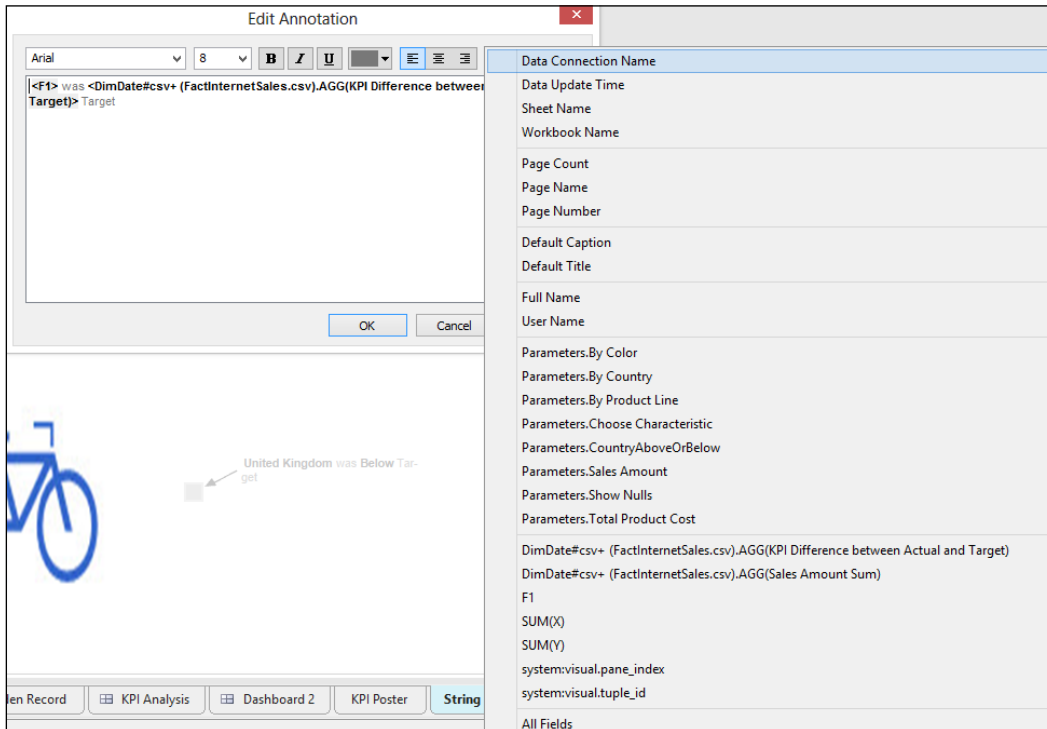 Edit Annotation
Arial
8
B I U
<F1> was <DimDate#csv+ (FactInternetSales.csv).AGG(KPI Difference between
Target)> Target
OK
Cancel
United Kingdom was Below Tar-
get
Data Connection Name
Data Update Time
Sheet Name
Workbook Name
Page Count
Page Name
Page Number
Default Caption
Default Title
Full Name
User Name
Parameters.By Color
Parameters.By Country
Parameters.By Product Line
Parameters.Choose Characteristic
Parameters.CountryAboveOrBelow
Parameters.Sales Amount
Parameters.Show Nulls
Parameters.Total Product Cost
DimDate#csv+ (FactInternetSales.csv).AGG(KPI Difference between Actual and Target)
DimDate#csv+ (FactInternetSales.csv).AGG(Sales Amount Sum)
F1
SUM(X)
SUM(Y)
system:visual.pane_index
system:visual.tuple_id
All Fields
den Record
KPI Analysis
Dashboard 2
KPI Poster
String